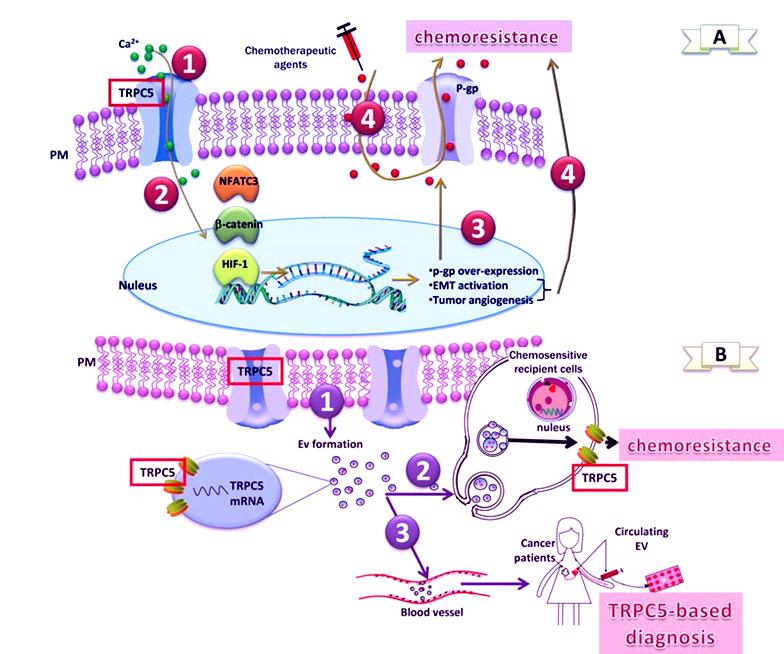 A
Ca²⁺
1
TRPC5
Chemotherapeutic
agents
chemoresistance
P-gp
4
PM
2
NFATC3
β-catenin
HIF-1
3
4
Nuleus
•p-gp over-expression
•EMT activation
•Tumor angiogenesis
B
PM
TRPC5
1
Ev formation
Chemosensitive
recipient cells
nuleus
chemoresistance
TRPC5
TRPC5
TRPC5
mRNA
2
3
Blood vessel
Cancer
patients
Circulating
EV
TRPC5-based
diagnosis